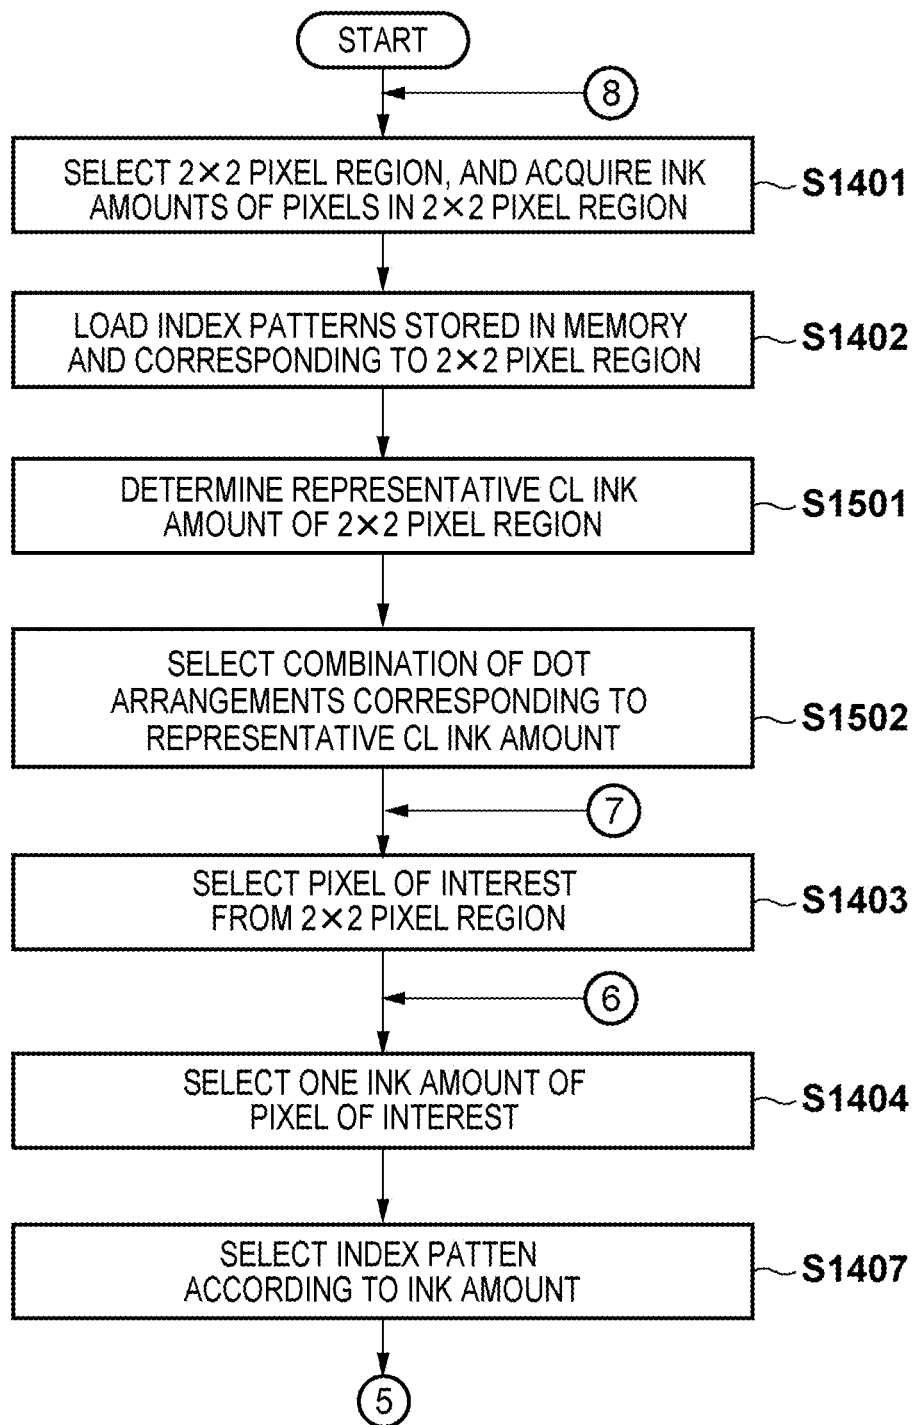 START
8
SELECT 2×2 PIXEL REGION, AND ACQUIRE INK
AMOUNTS OF PIXELS IN 2×2 PIXEL REGION
S1401
LOAD INDEX PATTERNS STORED IN MEMORY
AND CORRESPONDING TO 2×2 PIXEL REGION
S1402
DETERMINE REPRESENTATIVE CL INK
AMOUNT OF 2×2 PIXEL REGION
S1501
SELECT COMBINATION OF DOT
ARRANGEMENTS CORRESPONDING TO
REPRESENTATIVE CL INK AMOUNT
S1502
7
SELECT PIXEL OF INTEREST
FROM 2×2 PIXEL REGION
S1403
6
SELECT ONE INK AMOUNT OF
PIXEL OF INTEREST
S1404
SELECT INDEX PATTEN
ACCORDING TO INK AMOUNT
S1407
5